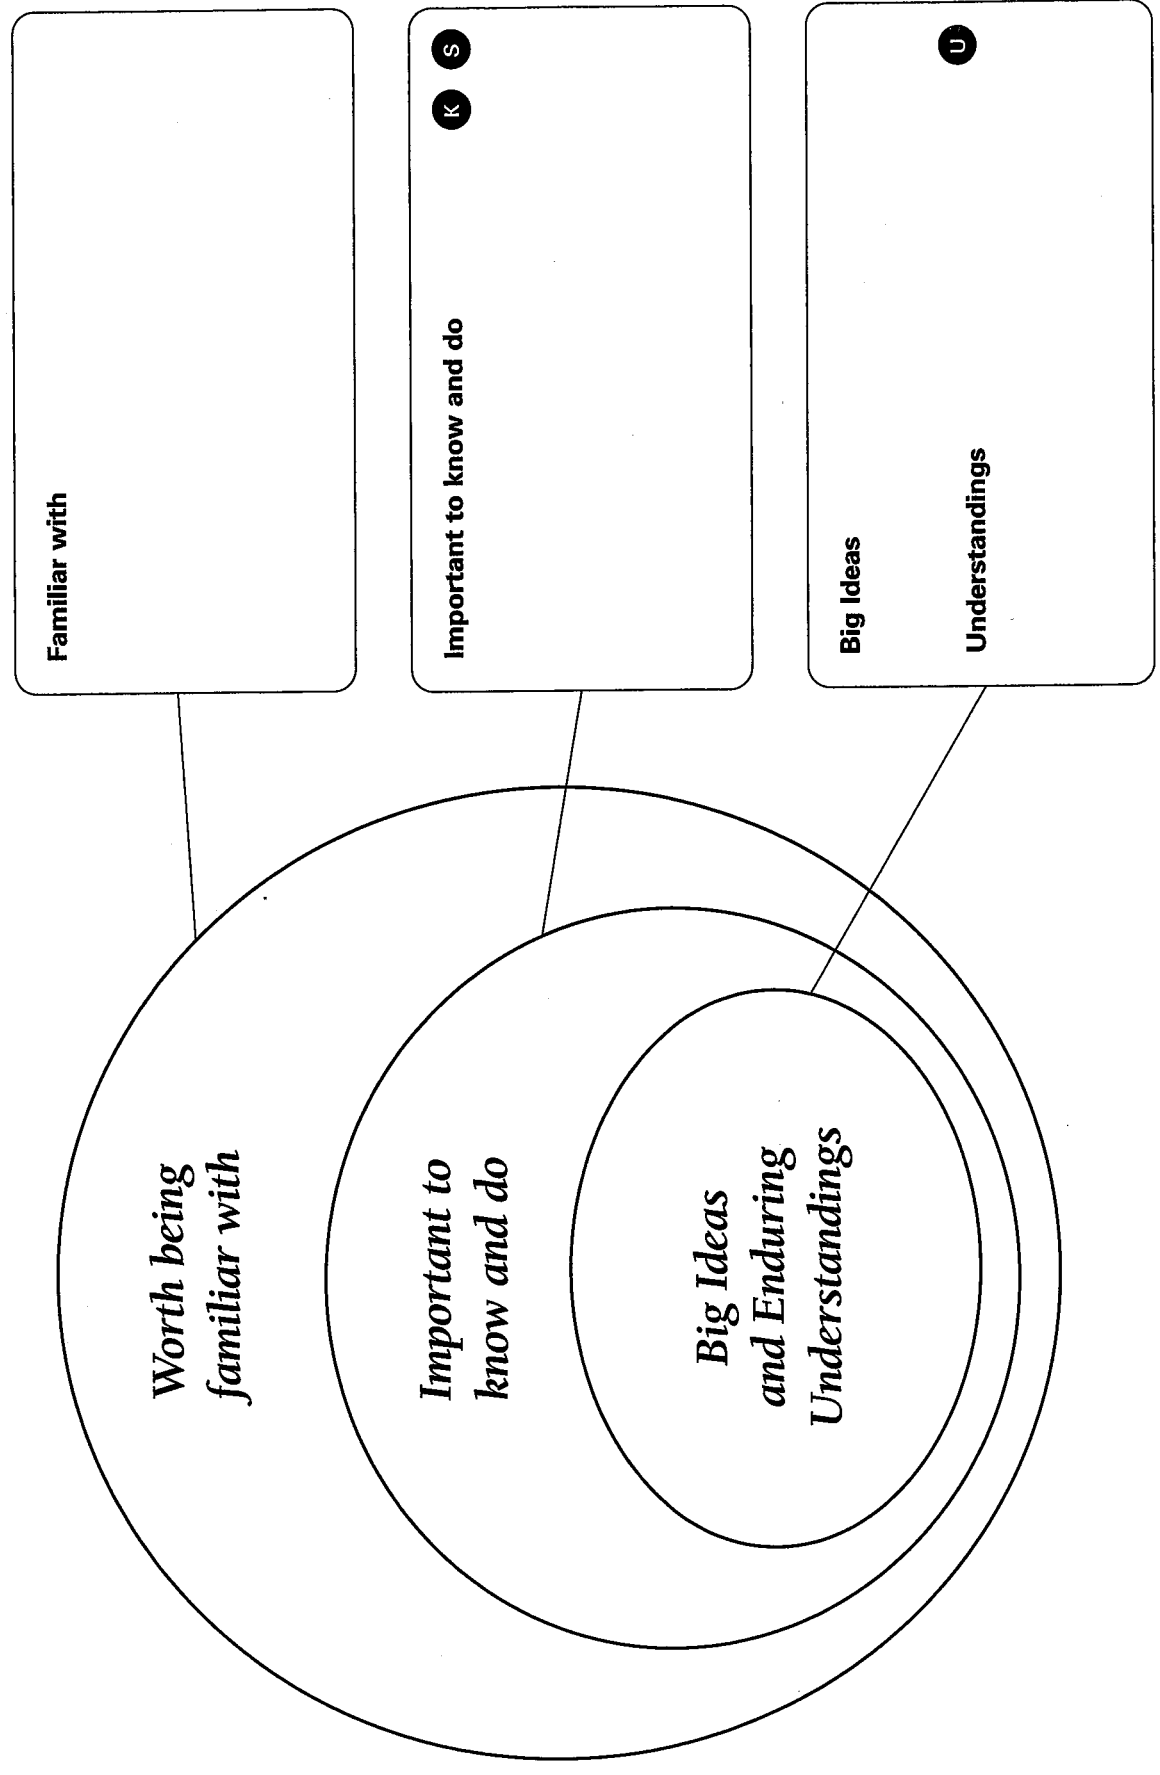 Worth being
familiar with
Important to
know and do
Big Ideas
and Enduring
Understandings
Familiar with
Important to know and do
K S
Big Ideas
Understandings
U